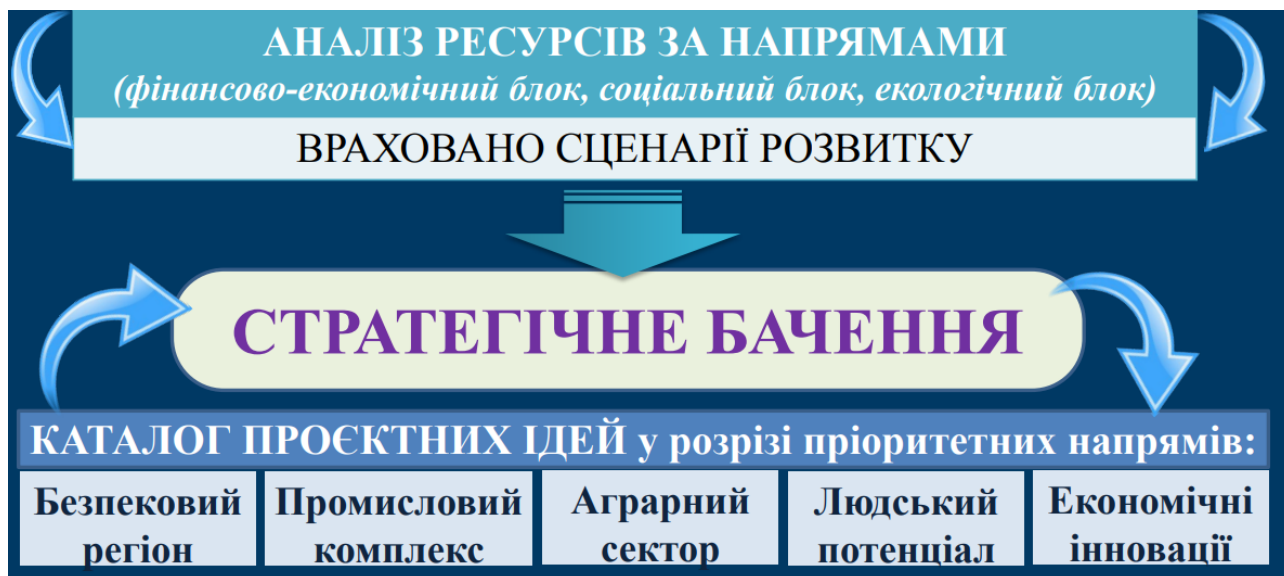 АНАЛІЗ РЕСУРСІВ ЗА НАПРЯМАМИ
(фінансово-економічний блок, соціальний блок, екологічний блок)
ВРАХОВАНО СЦЕНАРІЇ РОЗВИТКУ
СТРАТЕГІЧНЕ БАЧЕННЯ
КАТАЛОГ ПРОЄКТНИХ ІДЕЙ у розрізі пріоритетних напрямів:
Безпековий
регіон
Промисловий
комплекс
Аграрний
сектор
Людський
потенціал
Економічні
інновації